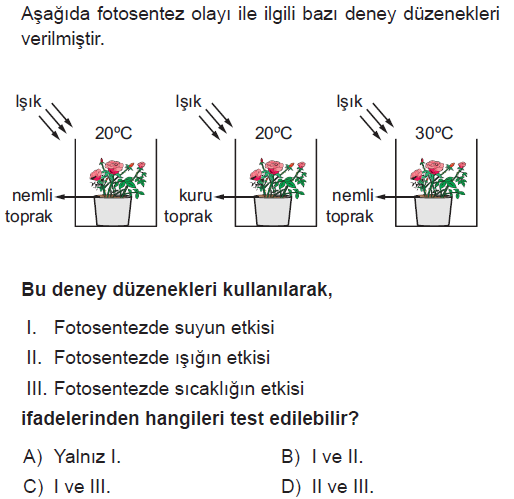 Aşağıda fotosentez olayı ile ilgili bazı deney düzenekleri
verilmiştir.
Işık
20ºC
nemli
toprak
Işık
20ºC
kuru
toprak
Işık
30ºC
nemli
toprak
Bu deney düzenekleri kullanılarak,
I. Fotosentezde suyun etkisi
II. Fotosentezde ışığın etkisi
III. Fotosentezde sıcaklığın etkisi
ifadelerinden hangileri test edilebilir?
A) Yalnız I. B) I ve II.
C) I ve III. D) II ve III.